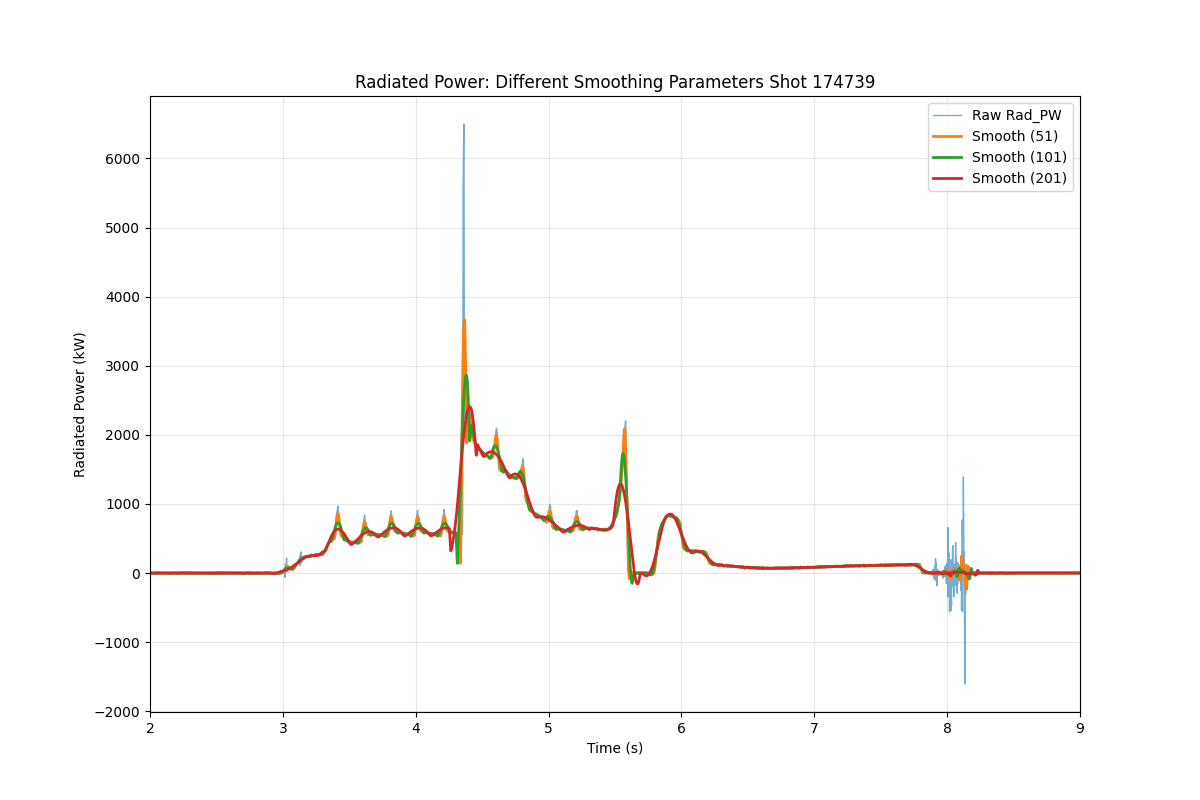 Radiated Power: Different Smoothing Parameters Shot 174739
Raw Rad_PW
Smooth (51)
Smooth (101)
Smooth (201)
Radiated Power (kW)
6000
5000
4000
3000
2000
1000
0
−1000
−2000
2 3 4 5 6 7 8 9
Time (s)